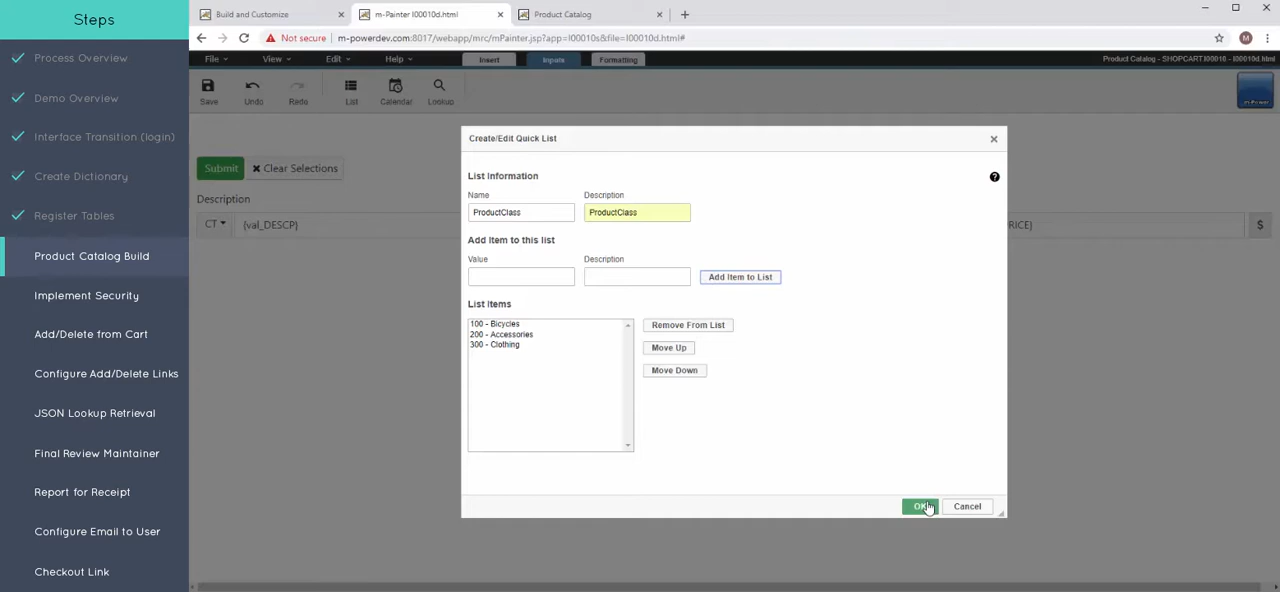 Steps
Process Overview
Demo Overview
Interface Transition (login)
Create Dictionary
Register Tables
Product Catalog Build
Implement Security
Add/Delete from Cart
Configure Add/Delete Links
JSON Lookup Retrieval
Final Review Maintainer
Report for Receipt
Configure Email to User
Checkout Link
Build and Customize
m-Painter I00010d.html
Product Catalog
Not secure
m-powerdev.com:8017/webapp/mrc/mPainter.jsp?app=I00010s&file=I00010d.html#
M
File
View
Edit
Help
Insert
Inputs
Formatting
Product Catalog - SHOPCART.I00010 - I00010d.html
Save
Undo
Redo
List
Calendar
Lookup
m-Power
Submit
Clear Selections
Description
CT
{val_DESCP}
RICE}
$
Create/Edit Quick List
List Information
Name
Description
ProductClass
ProductClass
Add Item to this list
Value
Description
Add Item to List
List Items
100 - Bicycles
200 - Accessories
300 - Clothing
Remove From List
Move Up
Move Down
OK
Cancel